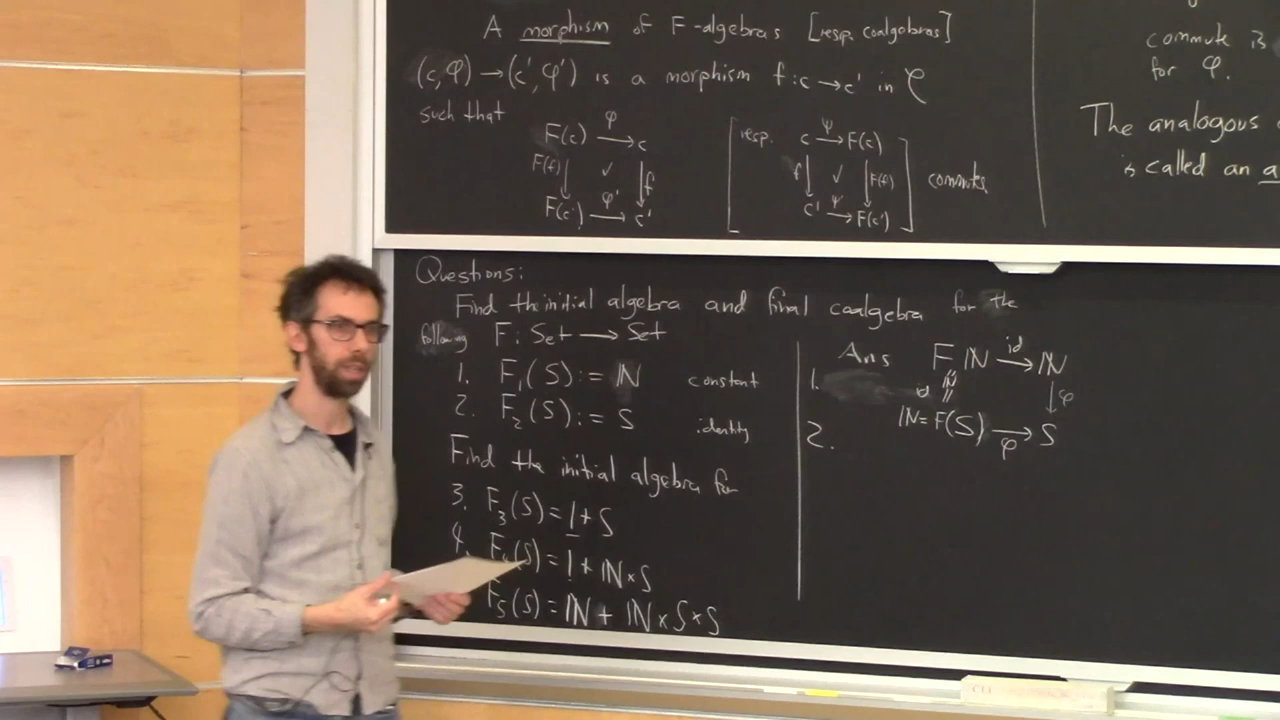 A morphism of F-algebras [resp. coalgebras]
(c, φ) → (c', φ') is a morphism f: c → c' in 𝒞
such that
F(c) φ→ c
F(f) ↓ ✓ ↓ f
F(c') φ'→ c'
resp. c ψ→ F(c)
f ↓ ✓ ↓ F(f)
c' ψ→ F(c')
commutes
commute is
for φ.
The analogous
is called an
Questions:
Find the initial algebra and final coalgebra for the
following F: Set → Set
1. F₁(S) := ℕ constant
2. F₂(S) := S identity
Find the initial algebra for
3. F₃(S) = 1 + S
4. F₄(S) = 1 + ℕ × S
F₅(S) = ℕ + ℕ × S × S
Ans
1.
F ℕ id→ ℕ
id ‖ ℕ ‖ ↓ φ
ℕ = F(S) φ→ S
2.